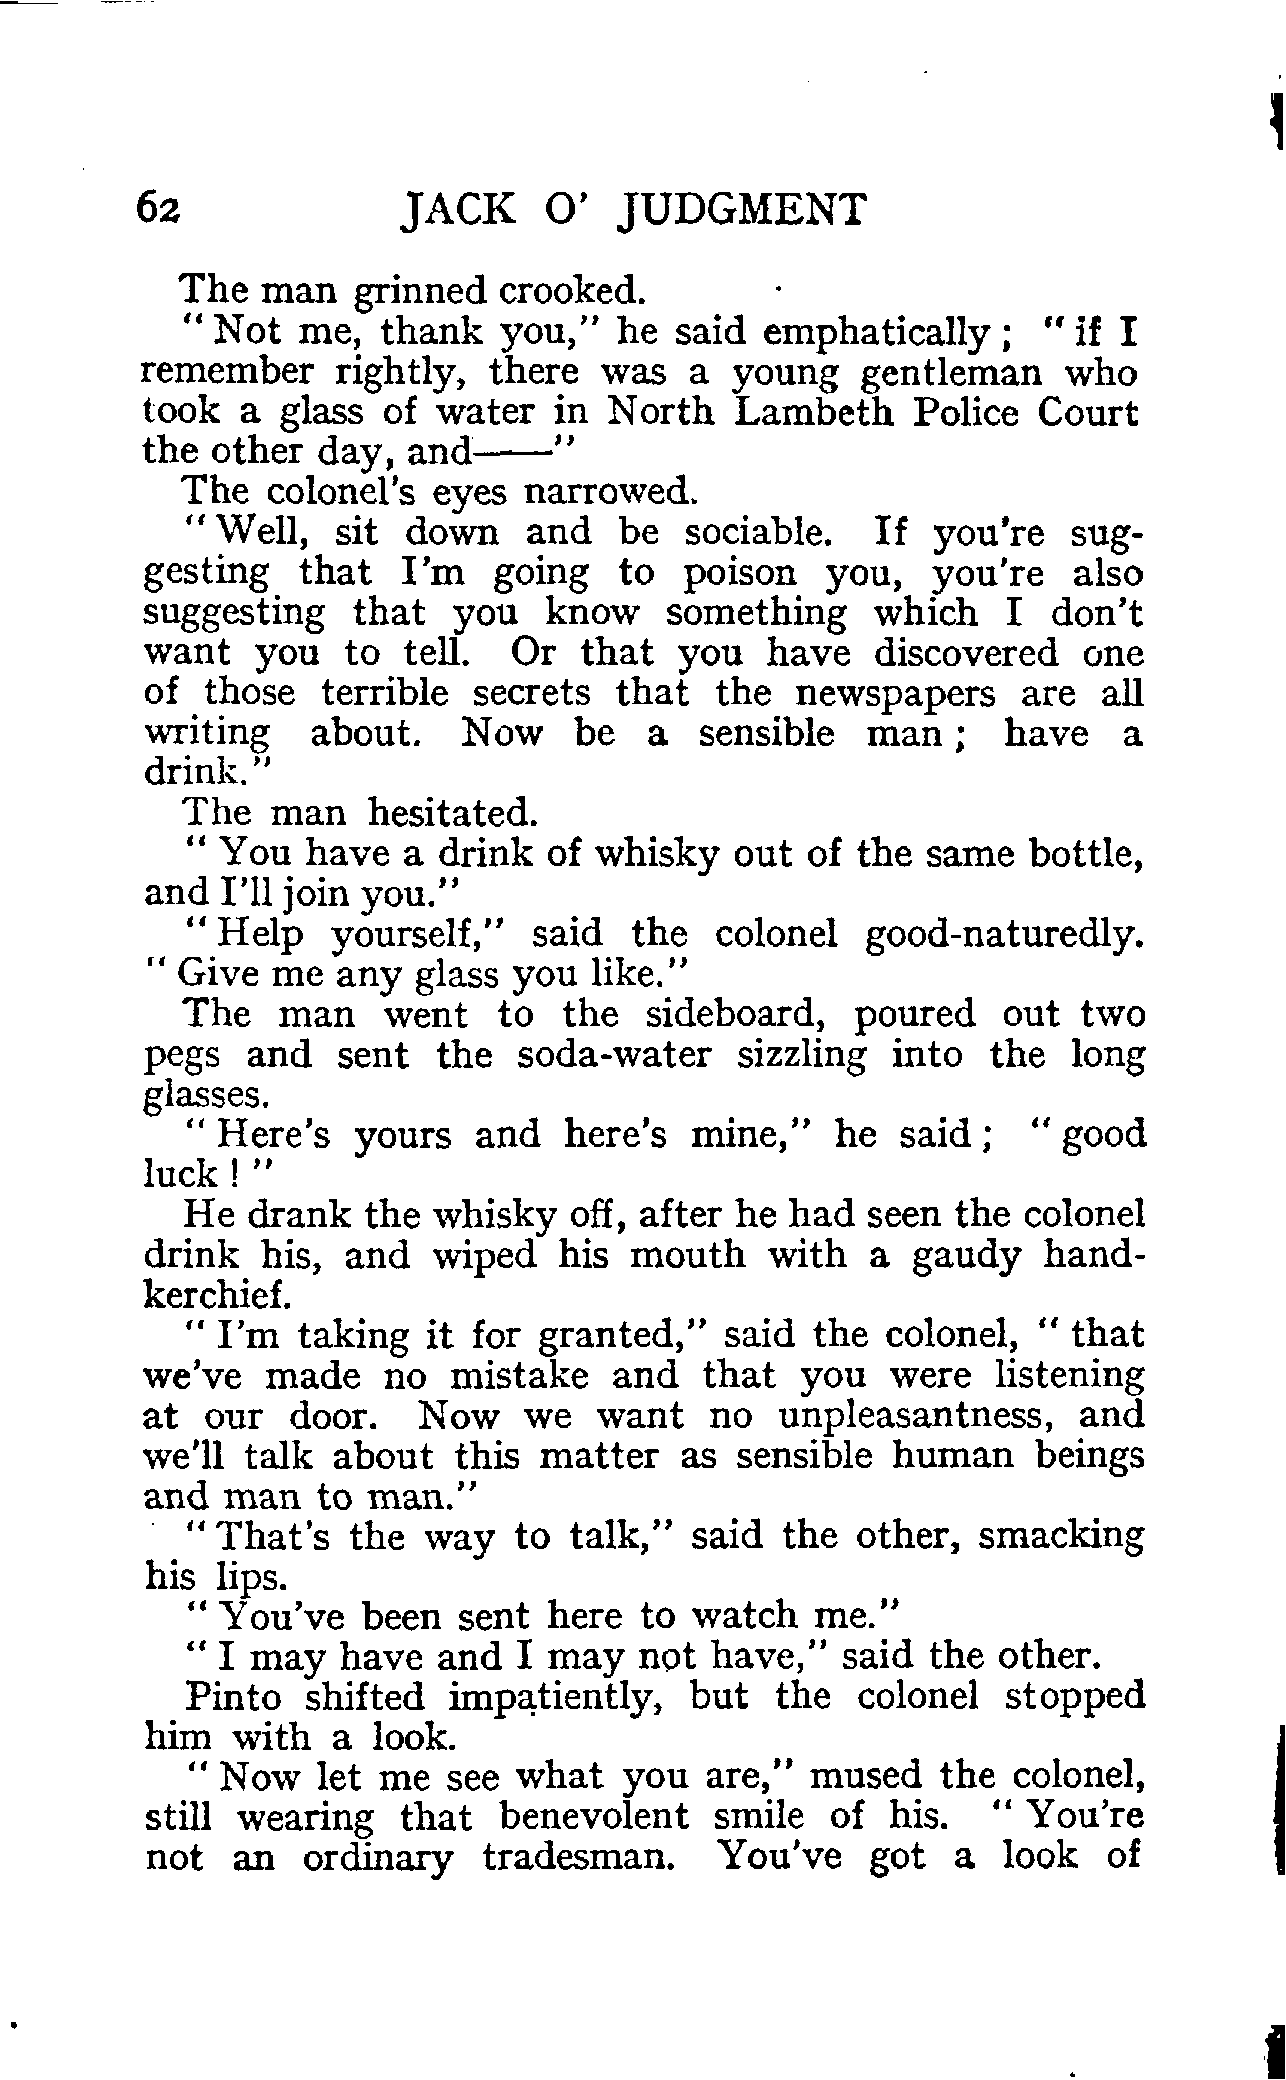 62 JACK O' JUDGMENT
The man grinned crooked.
" Not me, thank you," he said emphatically ; " if I
remember rightly, there was a young gentleman who
took a glass of water in North Lambeth Police Court
the other day, and——"
The colonel's eyes narrowed.
" Well, sit down and be sociable. If you're sug-
gesting that I'm going to poison you, you're also
suggesting that you know something which I don't
want you to tell. Or that you have discovered one
of those terrible secrets that the newspapers are all
writing about. Now be a sensible man ; have a
drink."
The man hesitated.
" You have a drink of whisky out of the same bottle,
and I'll join you."
" Help yourself," said the colonel good-naturedly.
" Give me any glass you like."
The man went to the sideboard, poured out two
pegs and sent the soda-water sizzling into the long
glasses.
" Here's yours and here's mine," he said ; " good
luck ! "
He drank the whisky off, after he had seen the colonel
drink his, and wiped his mouth with a gaudy hand-
kerchief.
" I'm taking it for granted," said the colonel, " that
we've made no mistake and that you were listening
at our door. Now we want no unpleasantness, and
we'll talk about this matter as sensible human beings
and man to man."
" That's the way to talk," said the other, smacking
his lips.
" You've been sent here to watch me."
" I may have and I may not have," said the other.
Pinto shifted impatiently, but the colonel stopped
him with a look.
" Now let me see what you are," mused the colonel,
still wearing that benevolent smile of his. " You're
not an ordinary tradesman. You've got a look of